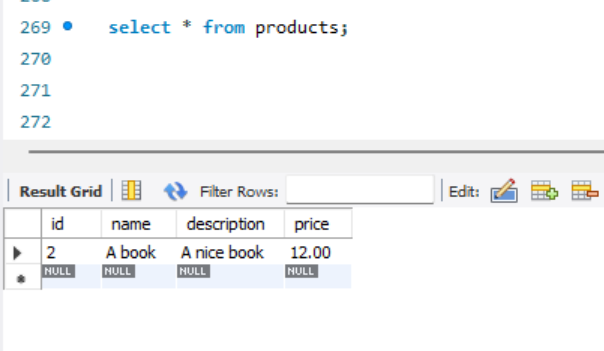 269 select * from products;
270
271
272
Result Grid Filter Rows: Edit:
id name description price
2 A book A nice book 12.00
NULL NULL NULL NULL